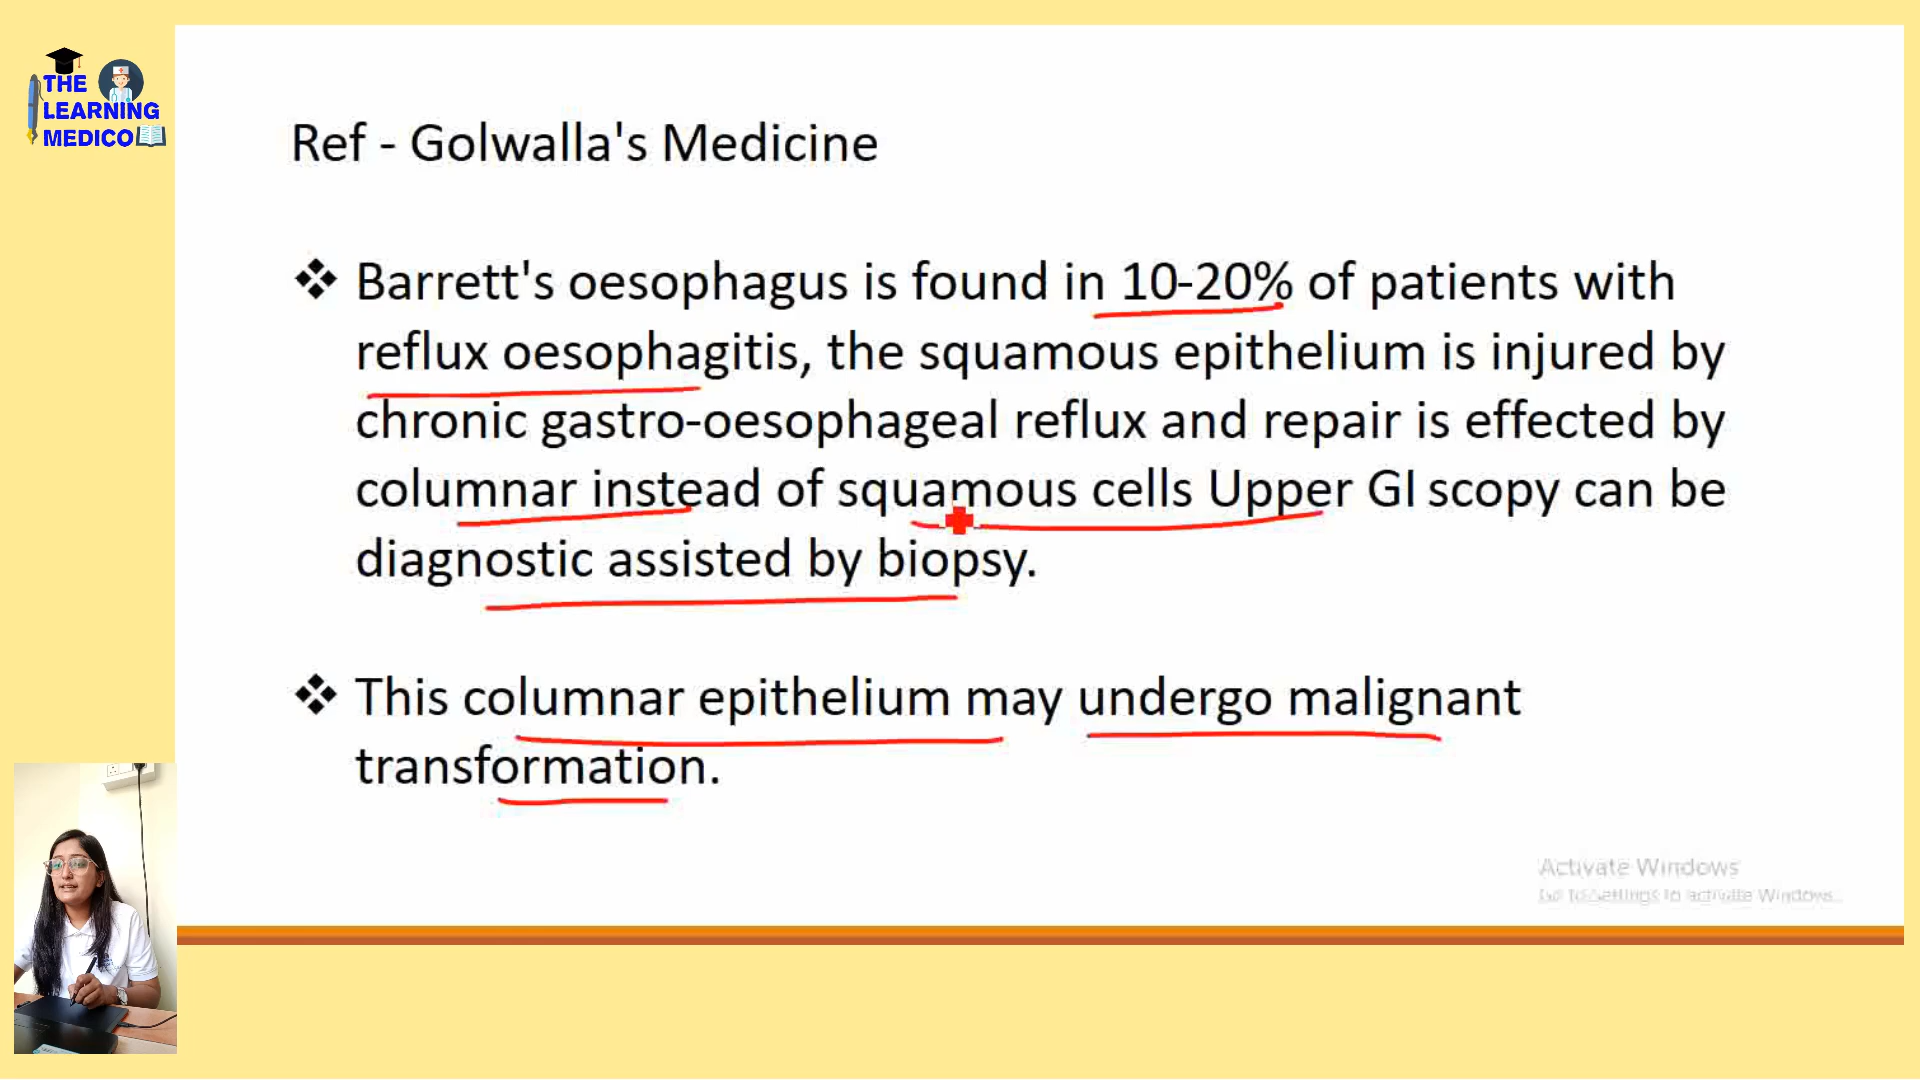 THE
LEARNING
MEDICO
Ref - Golwalla's Medicine
❖ Barrett's oesophagus is found in 10-20% of patients with
reflux oesophagitis, the squamous epithelium is injured by
chronic gastro-oesophageal reflux and repair is effected by
columnar instead of squamous cells Upper GI scopy can be
diagnostic assisted by biopsy.
❖ This columnar epithelium may undergo malignant
transformation.
Activate Windows
Go to Settings to activate Windows.